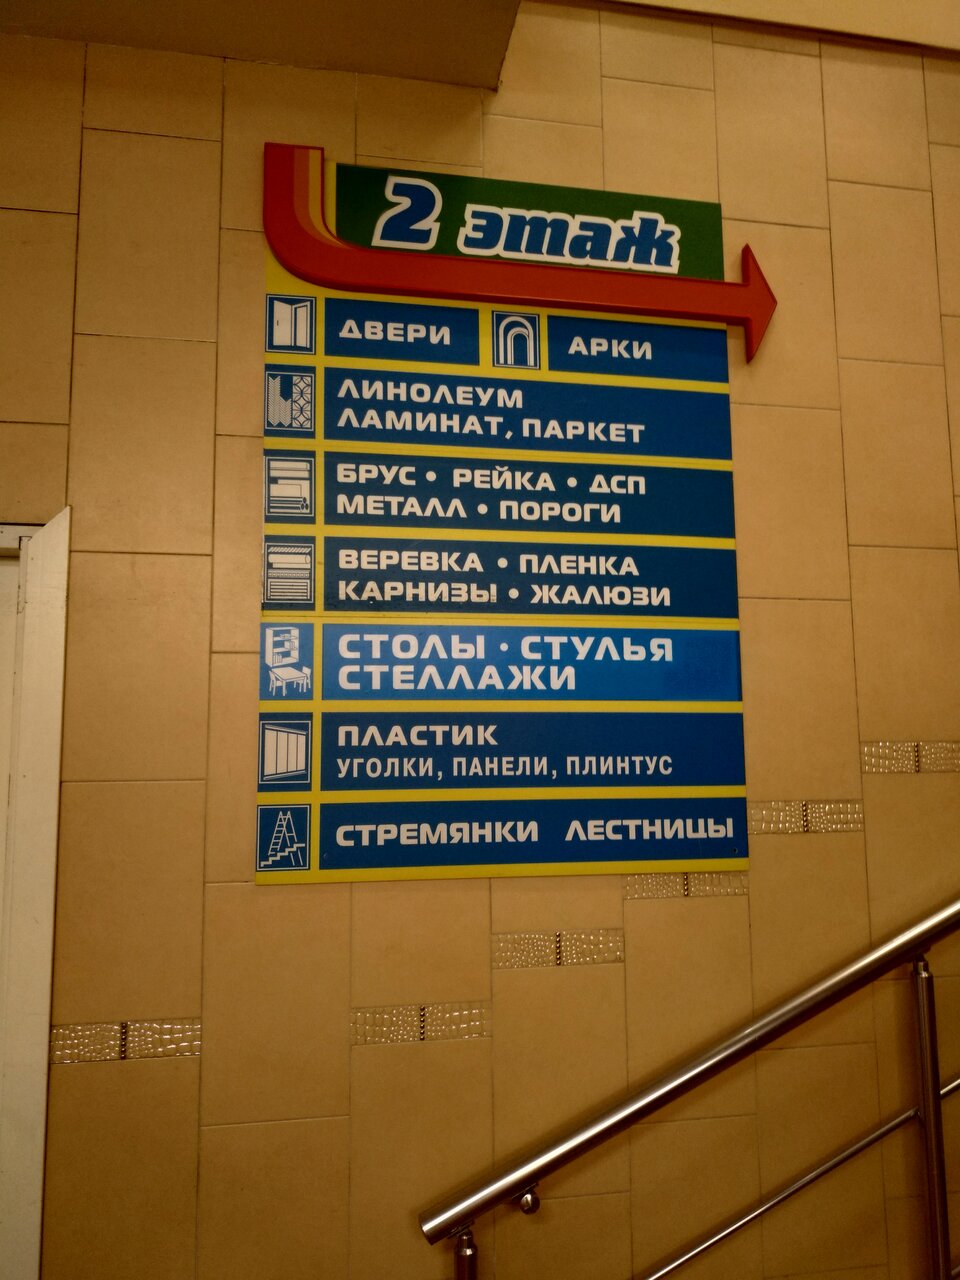 2 этаж
ДВЕРИ АРКИ
ЛИНОЛЕУМ
ЛАМИНАТ, ПАРКЕТ
БРУС • РЕЙКА • ДСП
МЕТАЛЛ • ПОРОГИ
ВЕРЕВКА • ПЛЕНКА
КАРНИЗЫ • ЖАЛЮЗИ
СТОЛЫ • СТУЛЬЯ
СТЕЛЛАЖИ
ПЛАСТИК
УГОЛКИ, ПАНЕЛИ, ПЛИНТУС
СТРЕМЯНКИ ЛЕСТНИЦЫ